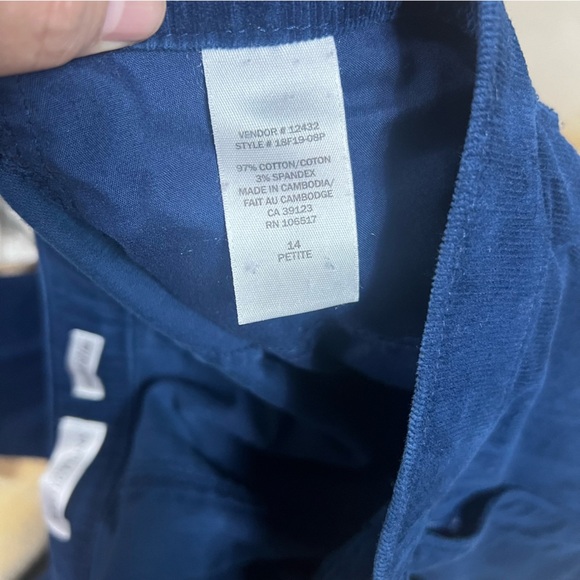 VENDOR # 12432
STYLE # 18F19-08P
97% COTTON/COTON
3% SPANDEX
MADE IN CAMBODIA/
FAIT AU CAMBODGE
CA 39123
RN 106517
14
PETITE